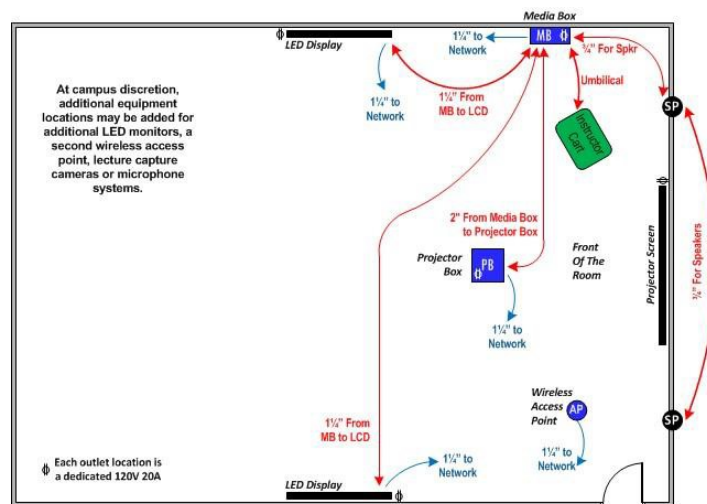 Media Box
LED Display
1¼" to
Network
MB
¾" For Spkr
Umbilical
1¼" to
Network
1¼" From
MB to LCD
At campus discretion,
additional equipment
locations may be added for
additional LED monitors, a
second wireless access
point, lecture capture
cameras or microphone
systems.
SP
Instructor
Cart
2" From Media Box
to Projector Box
Projector
Box
PB
Front
Of The
Room
Projector Screen
¾" For Speakers
1¼" to
Network
Wireless
Access
Point
AP
SP
1¼" From
MB to LCD
1¼" to
Network
1¼" to
Network
Each outlet location is
a dedicated 120V 20A
LED Display